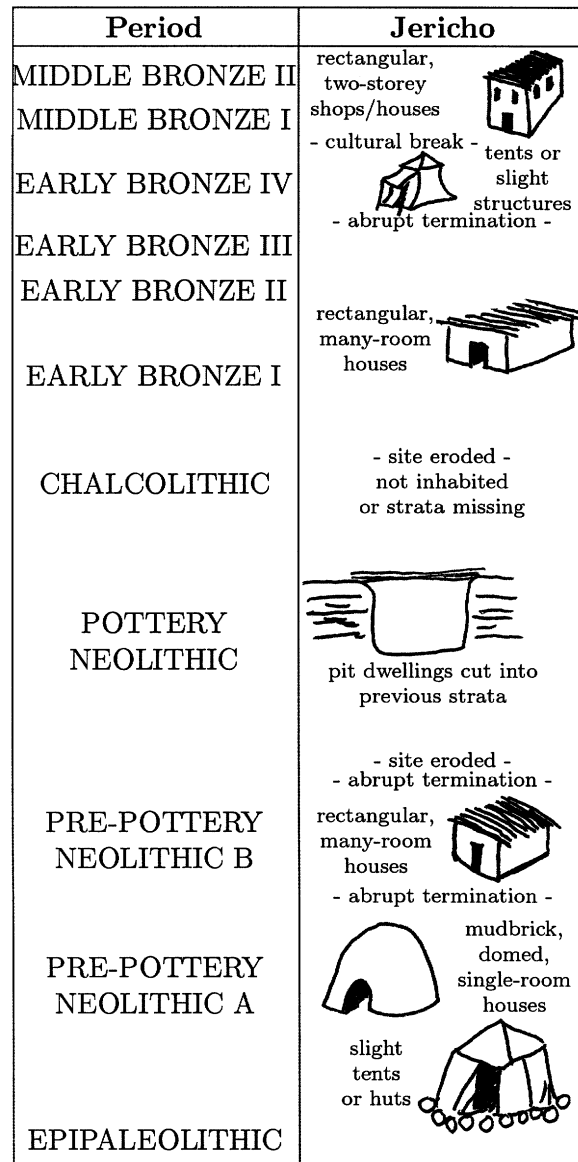 Period
Jericho
MIDDLE BRONZE II
MIDDLE BRONZE I
rectangular,
two-storey
shops/houses
- cultural break -
EARLY BRONZE IV
tents or
slight
structures
- abrupt termination -
EARLY BRONZE III
EARLY BRONZE II
EARLY BRONZE I
rectangular,
many-room
houses
CHALCOLITHIC
- site eroded -
not inhabited
or strata missing
POTTERY
NEOLITHIC
pit dwellings cut into
previous strata
- site eroded -
- abrupt termination -
PRE-POTTERY
NEOLITHIC B
rectangular,
many-room
houses
- abrupt termination -
PRE-POTTERY
NEOLITHIC A
mudbrick,
domed,
single-room
houses
slight
tents
or huts
EPIPALEOLITHIC